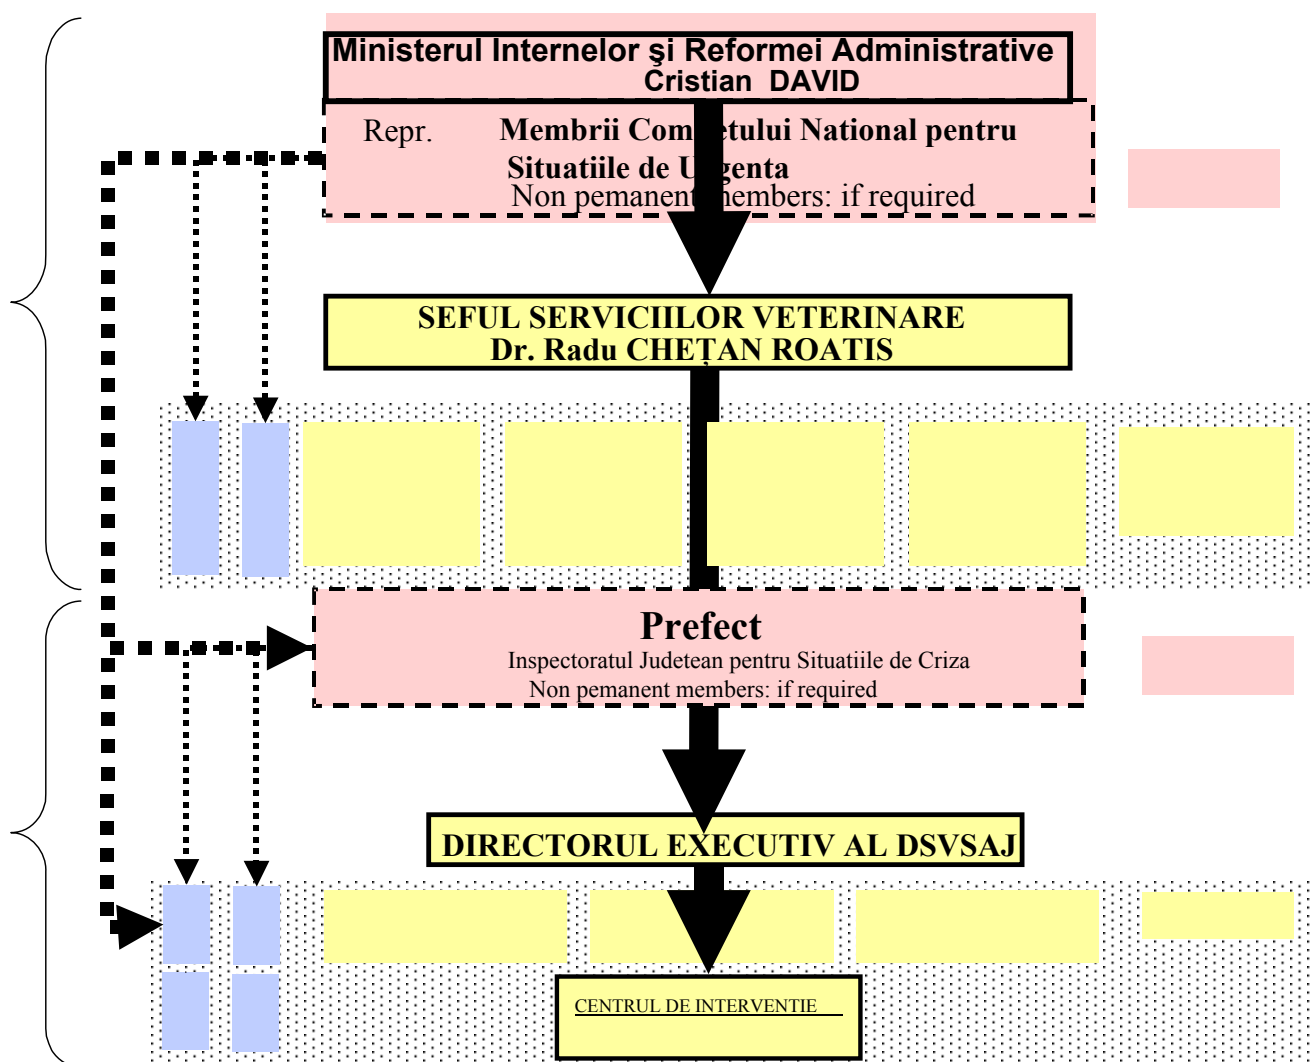 Ministerul Internelor şi Reformei Administrative
Cristian DAVID
Repr. Membrii Com etului National pentru
Situatiile de U genta
Non pemanent members: if required
SEFUL SERVICIILOR VETERINARE
Dr. Radu CHEȚAN ROATIS
Prefect
Inspectoratul Judetean pentru Situatiile de Criza
Non pemanent members: if required
DIRECTORUL EXECUTIV AL DSVSAJ
CENTRUL DE INTERVENTIE